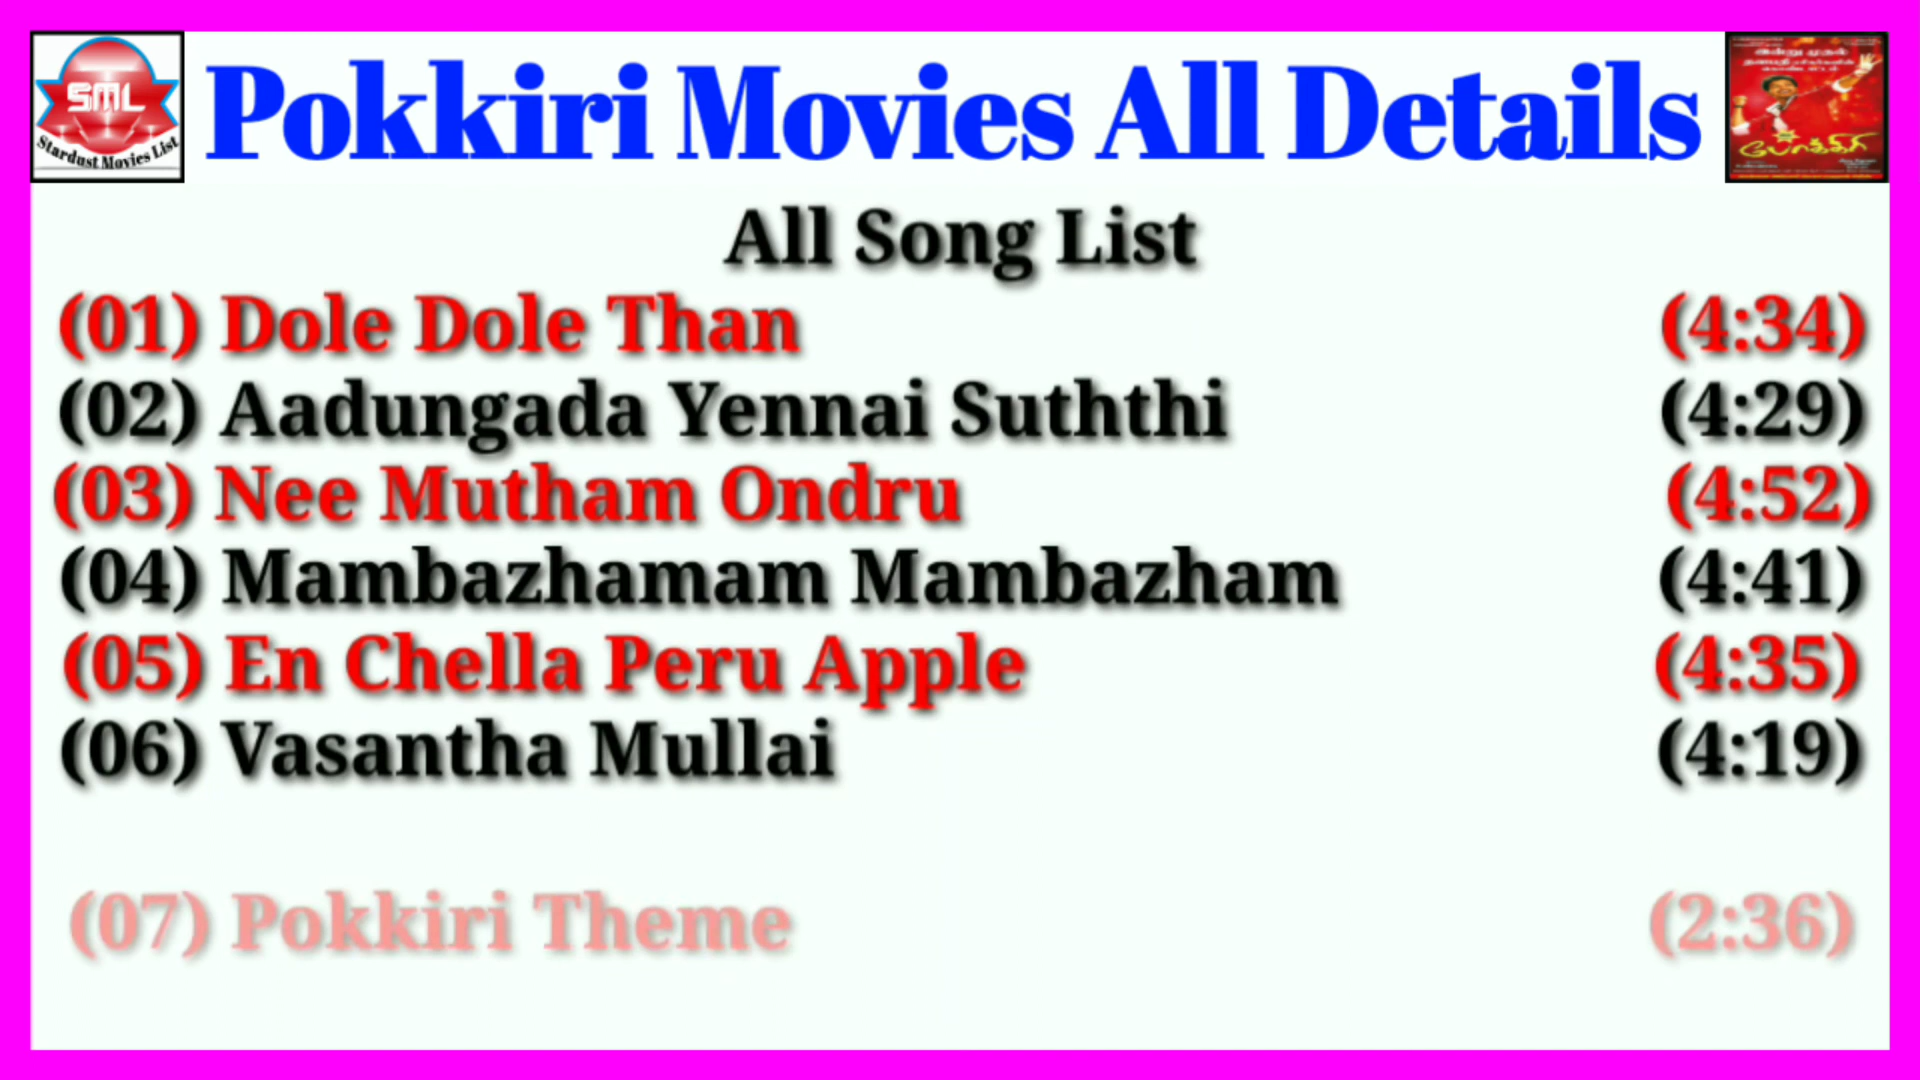 SML
Stardust Movies List
Pokkiri Movies All Details
இன்று முதல்
போக்கிரி
All Song List
(01) Dole Dole Than (4:34)
(02) Aadungada Yennai Suththi (4:29)
(03) Nee Mutham Ondru (4:52)
(04) Mambazhamam Mambazham (4:41)
(05) En Chella Peru Apple (4:35)
(06) Vasantha Mullai (4:19)
(07) Pokkiri Theme (2:36)